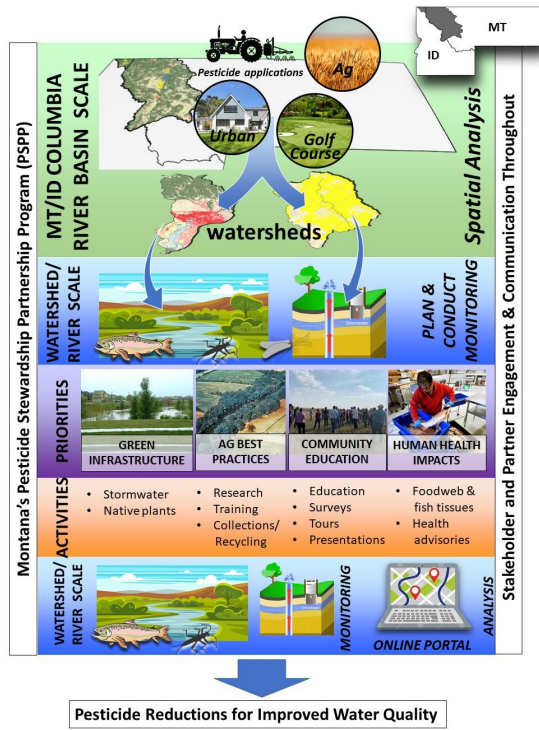 MT
ID
Montana's Pesticide Stewardship Partnership Program (PSPP)
Stakeholder and Partner Engagement & Communication Throughout
MT/ID COLUMBIA
RIVER BASIN SCALE
Pesticide applications
Ag
Urban
Golf
Course
watersheds
Spatial Analysis
WATERSHED/
RIVER SCALE
PLAN &
CONDUCT
MONITORING
PRIORITIES
GREEN
INFRASTRUCTURE
AG BEST
PRACTICES
COMMUNITY
EDUCATION
HUMAN HEALTH
IMPACTS
ACTIVITIES
• Stormwater
• Native plants
• Research
• Training
• Collections/
Recycling
• Education
• Surveys
• Tours
• Presentations
• Foodweb &
fish tissues
• Health
advisories
WATERSHED/
RIVER SCALE
MONITORING
ONLINE PORTAL
ANALYSIS
Pesticide Reductions for Improved Water Quality